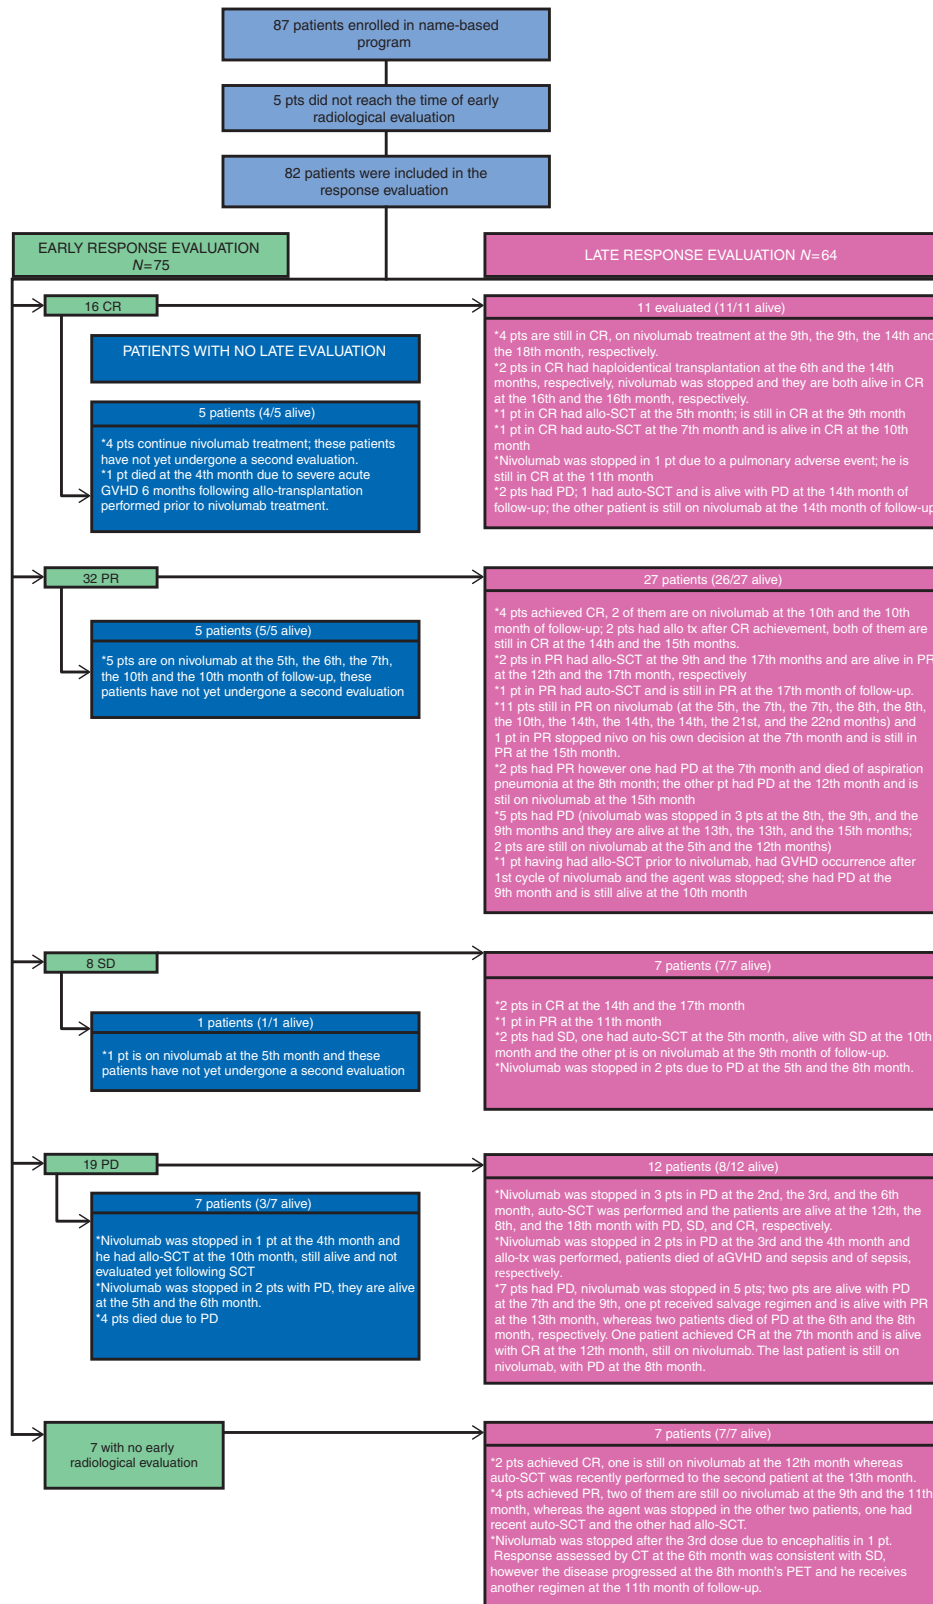 87 patients enrolled in name-based
program
5 pts did not reach the time of early
radiological evaluation
82 patients were included in the
response evaluation
EARLY RESPONSE EVALUATION
N=75
LATE RESPONSE EVALUATION N=64
16 CR
11 evaluated (11/11 alive)
*4 pts are still in CR, on nivolumab treatment at the 9th, the 9th, the 14th and
the 18th month, respectively.
*2 pts in CR had haploidentical transplantation at the 6th and the 14th
months, respectively, nivolumab was stopped and they are both alive in CR
at the 16th and the 16th month, respectively.
*1 pt in CR had allo-SCT at the 5th month; is still in CR at the 9th month
*1 pt in CR had auto-SCT at the 7th month and is alive in CR at the 10th
month
*Nivolumab was stopped in 1 pt due to a pulmonary adverse event; he is
still in CR at the 11th month
*2 pts had PD; 1 had auto-SCT and is alive with PD at the 14th month of
follow-up; the other patient is still on nivolumab at the 14th month of follow-up
PATIENTS WITH NO LATE EVALUATION
5 patients (4/5 alive)
*4 pts continue nivolumab treatment; these patients
have not yet undergone a second evaluation.
*1 pt died at the 4th month due to severe acute
GVHD 6 months following allo-transplantation
performed prior to nivolumab treatment.
32 PR
27 patients (26/27 alive)
*4 pts achieved CR, 2 of them are on nivolumab at the 10th and the 10th
month of follow-up; 2 pts had allo tx after CR achievement, both of them are
still in CR at the 14th and the 15th months.
*2 pts in PR had allo-SCT at the 9th and the 17th months and are alive in PR
at the 12th and the 17th month, respectively
*1 pt in PR had auto-SCT and is still in PR at the 17th month of follow-up.
*11 pts still in PR on nivolumab (at the 5th, the 7th, the 7th, the 8th, the 8th,
the 10th, the 14th, the 14th, the 14th, the 21st, and the 22nd months) and
1 pt in PR stopped nivo on his own decision at the 7th month and is still in
PR at the 15th month.
*2 pts had PR however one had PD at the 7th month and died of aspiration
pneumonia at the 8th month; the other pt had PD at the 12th month and is
stil on nivolumab at the 15th month
*5 pts had PD (nivolumab was stopped in 3 pts at the 8th, the 9th, and the
9th months and they are alive at the 13th, the 13th, and the 15th months;
2 pts are still on nivolumab at the 5th and the 12th months)
*1 pt having had allo-SCT prior to nivolumab, had GVHD occurrence after
1st cycle of nivolumab and the agent was stopped; she had PD at the
9th month and is still alive at the 10th month
5 patients (5/5 alive)
*5 pts are on nivolumab at the 5th, the 6th, the 7th,
the 10th and the 10th month of follow-up, these
patients have not yet undergone a second evaluation
8 SD
7 patients (7/7 alive)
*2 pts in CR at the 14th and the 17th month
*1 pt in PR at the 11th month
*2 pts had SD, one had auto-SCT at the 5th month, alive with SD at the 10th
month and the other pt is on nivolumab at the 9th month of follow-up.
*Nivolumab was stopped in 2 pts due to PD at the 5th and the 8th month.
1 patients (1/1 alive)
*1 pt is on nivolumab at the 5th month and these
patients have not yet undergone a second evaluation
19 PD
12 patients (8/12 alive)
*Nivolumab was stopped in 3 pts in PD at the 2nd, the 3rd, and the 6th
month, auto-SCT was performed and the patients are alive at the 12th, the
8th, and the 18th month with PD, SD, and CR, respectively.
*Nivolumab was stopped in 2 pts in PD at the 3rd and the 4th month and
allo-tx was performed, patients died of aGVHD and sepsis and of sepsis,
respectively.
*7 pts had PD, nivolumab was stopped in 5 pts; two pts are alive with PD
at the 7th and the 9th, one pt received salvage regimen and is alive with PR
at the 13th month, whereas two patients died of PD at the 6th and the 8th
month, respectively. One patient achieved CR at the 7th month and is alive
with CR at the 12th month, still on nivolumab. The last patient is still on
nivolumab, with PD at the 8th month.
7 patients (3/7 alive)
*Nivolumab was stopped in 1 pt at the 4th month and
he had allo-SCT at the 10th month, still alive and not
evaluated yet following SCT
*Nivolumab was stopped in 2 pts with PD, they are alive
at the 5th and the 6th month.
*4 pts died due to PD
7 with no early
radiological evaluation
7 patients (7/7 alive)
*2 pts achieved CR, one is still on nivolumab at the 12th month whereas
auto-SCT was recently performed to the second patient at the 13th month.
*4 pts achieved PR, two of them are still oo nivolumab at the 9th and the 11th
month, whereas the agent was stopped in the other two patients, one had
recent auto-SCT and the other had allo-SCT.
*Nivolumab was stopped after the 3rd dose due to encephalitis in 1 pt.
Response assessed by CT at the 6th month was consistent with SD,
however the disease progressed at the 8th month's PET and he receives
another regimen at the 11th month of follow-up.